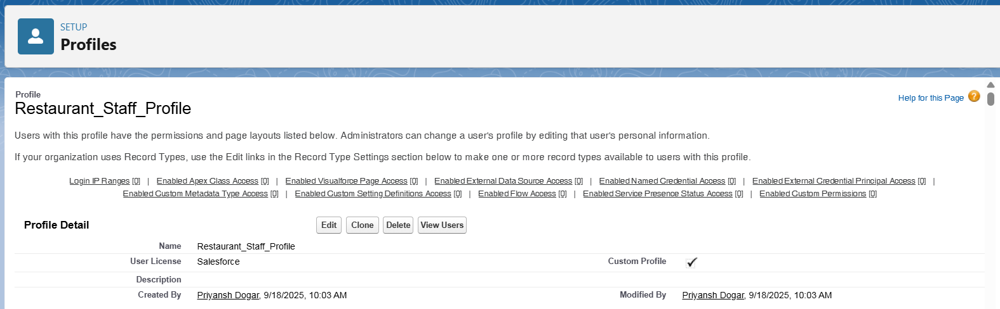 SETUP
Profiles
Profile
Restaurant_Staff_Profile
Help for this Page ?
Users with this profile have the permissions and page layouts listed below. Administrators can change a user's profile by editing that user's personal information.
If your organization uses Record Types, use the Edit links in the Record Type Settings section below to make one or more record types available to users with this profile.
Login IP Ranges [0] | Enabled Apex Class Access [0] | Enabled Visualforce Page Access [0] | Enabled External Data Source Access [0] | Enabled Named Credential Access [0] | Enabled External Credential Principal Access [0] |
Enabled Custom Metadata Type Access [0] | Enabled Custom Setting Definitions Access [0] | Enabled Flow Access [0] | Enabled Service Presence Status Access [0] | Enabled Custom Permissions [0]
Profile Detail Edit Clone Delete View Users
Name Restaurant_Staff_Profile
User License Salesforce Custom Profile ✓
Description
Created By Priyansh Dogar, 9/18/2025, 10:03 AM Modified By Priyansh Dogar, 9/18/2025, 10:03 AM